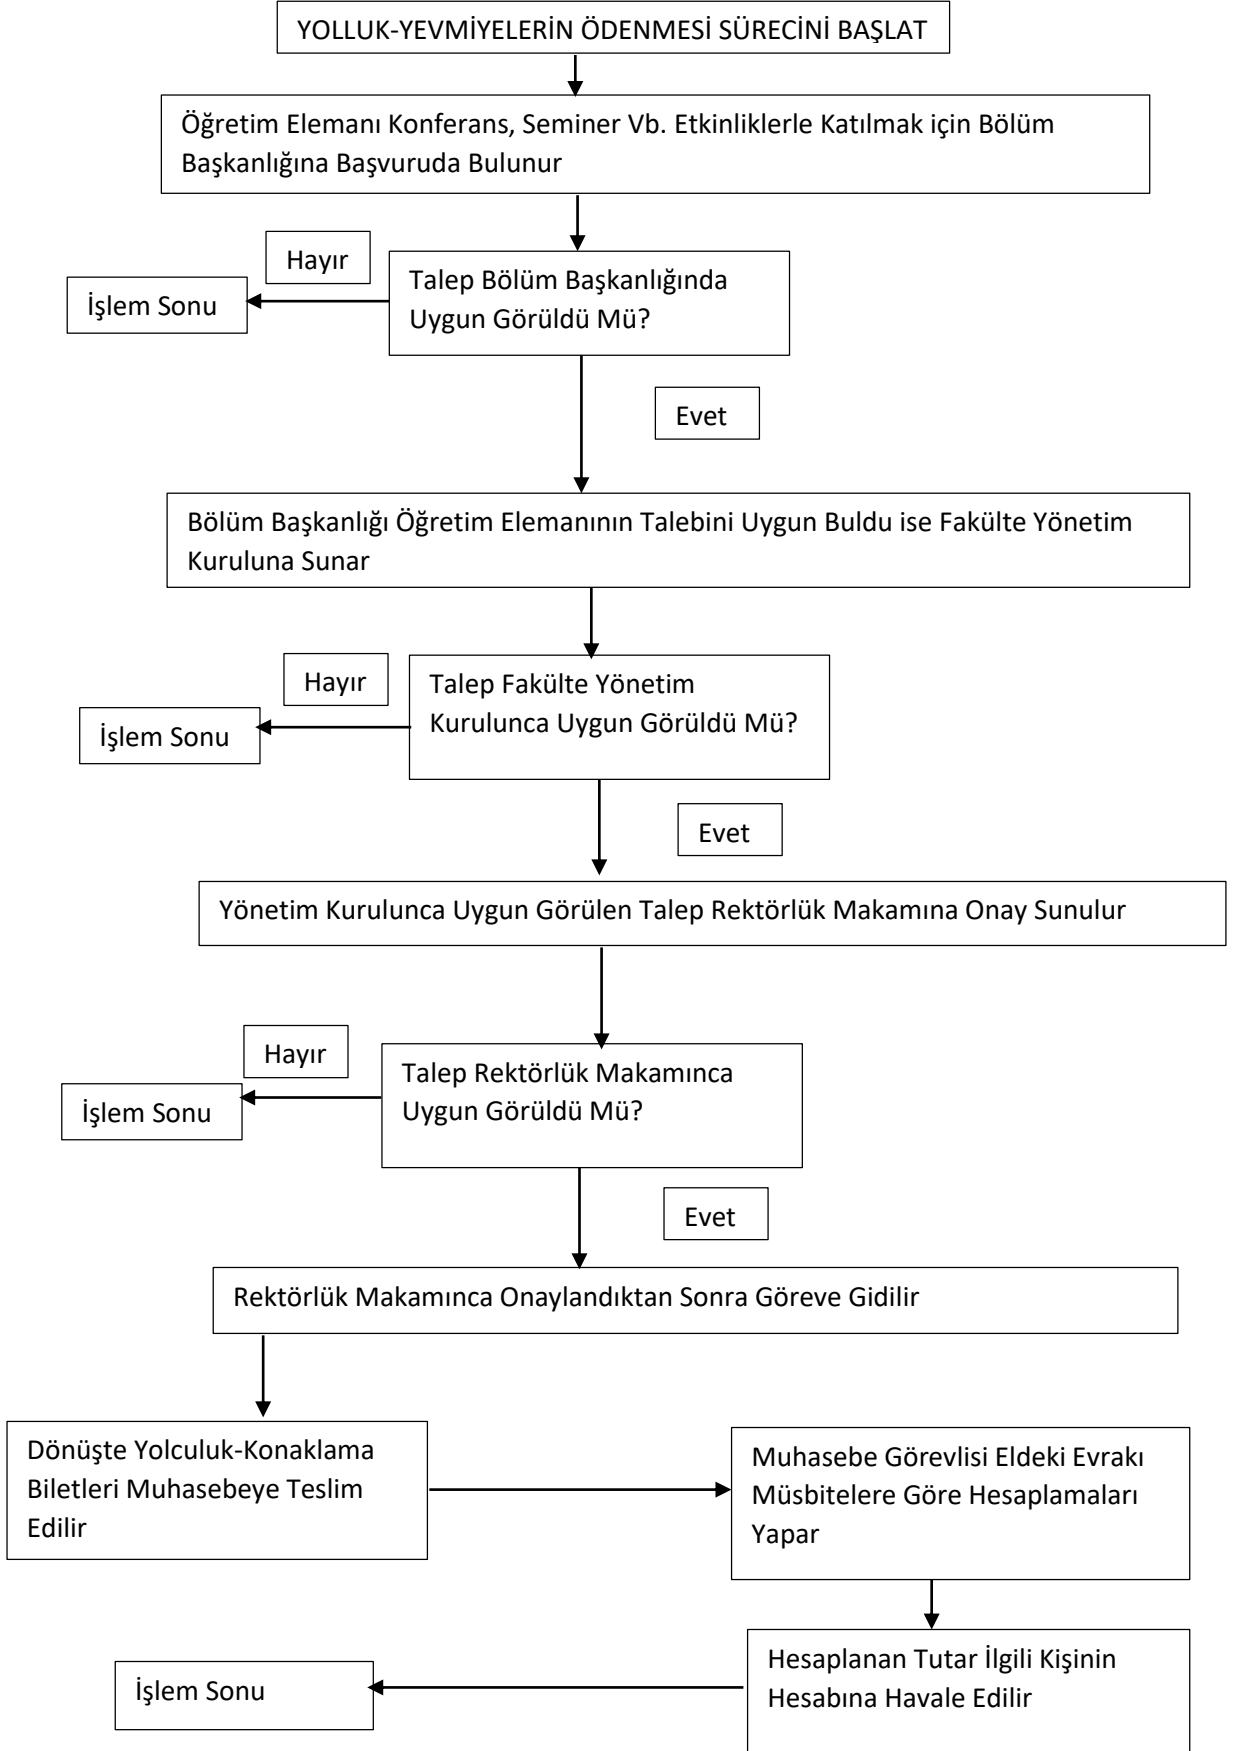 YOLLUK-YEVMİYELERİN ÖDENMESİ SÜRECİNİ BAŞLAT
Öğretim Elemanı Konferans, Seminer Vb. Etkinliklerle Katılmak için Bölüm
Başkanlığına Başvuruda Bulunur
Hayır
Talep Bölüm Başkanlığında
Uygun Görüldü Mü?
İşlem Sonu
Evet
Bölüm Başkanlığı Öğretim Elemanının Talebini Uygun Buldu ise Fakülte Yönetim
Kuruluna Sunar
Hayır
Talep Fakülte Yönetim
Kurulunca Uygun Görüldü Mü?
İşlem Sonu
Evet
Yönetim Kurulunca Uygun Görülen Talep Rektörlük Makamına Onay Sunulur
Hayır
Talep Rektörlük Makamınca
Uygun Görüldü Mü?
İşlem Sonu
Evet
Rektörlük Makamınca Onaylandıktan Sonra Göreve Gidilir
Dönüşte Yolculuk-Konaklama
Biletleri Muhasebeye Teslim
Edilir
Muhasebe Görevlisi Eldeki Evrakı
Müsbitelere Göre Hesaplamaları
Yapar
Hesaplanan Tutar İlgili Kişinin
Hesabına Havale Edilir
İşlem Sonu